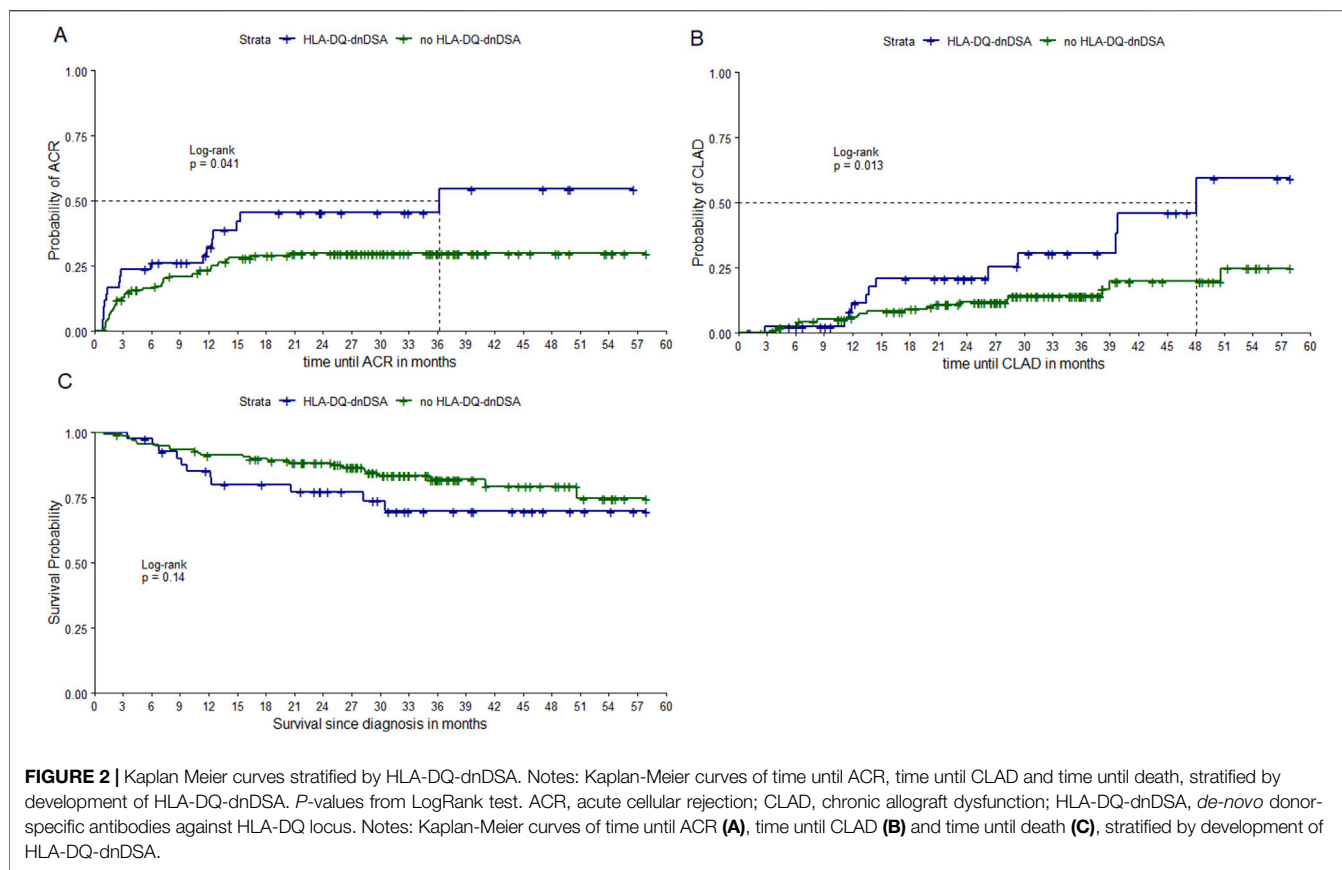 A
Strata HLA-DQ-dnDSA no HLA-DQ-dnDSA
1.00
0.75
0.50
0.25
0.00
Probability of ACR
Log-rank
p = 0.041
0 3 6 9 12 15 18 21 24 27 30 33 36 39 42 45 48 51 54 57 60
time until ACR in months
B
Strata HLA-DQ-dnDSA no HLA-DQ-dnDSA
1.00
0.75
0.50
0.25
0.00
Probability of CLAD
Log-rank
p = 0.013
0 3 6 9 12 15 18 21 24 27 30 33 36 39 42 45 48 51 54 57 60
time until CLAD in months
C
Strata HLA-DQ-dnDSA no HLA-DQ-dnDSA
1.00
0.75
0.50
0.25
0.00
Survival Probability
Log-rank
p = 0.14
0 3 6 9 12 15 18 21 24 27 30 33 36 39 42 45 48 51 54 57 60
Survival since diagnosis in months
FIGURE 2 | Kaplan Meier curves stratified by HLA-DQ-dnDSA. Notes: Kaplan-Meier curves of time until ACR, time until CLAD and time until death, stratified by
development of HLA-DQ-dnDSA. P-values from LogRank test. ACR, acute cellular rejection; CLAD, chronic allograft dysfunction; HLA-DQ-dnDSA, de-novo donor-
specific antibodies against HLA-DQ locus. Notes: Kaplan-Meier curves of time until ACR (A), time until CLAD (B) and time until death (C), stratified by development of
HLA-DQ-dnDSA.